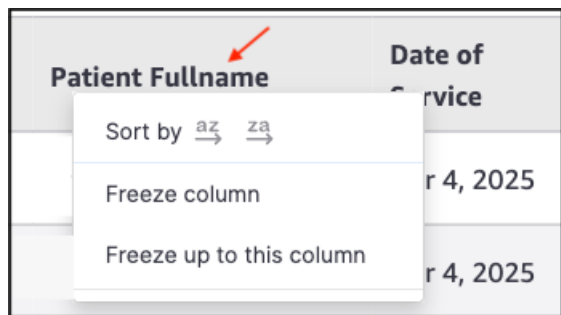 Patient Fullname
Date of
Service
Sort by az za
Freeze column
Freeze up to this column
r 4, 2025
r 4, 2025